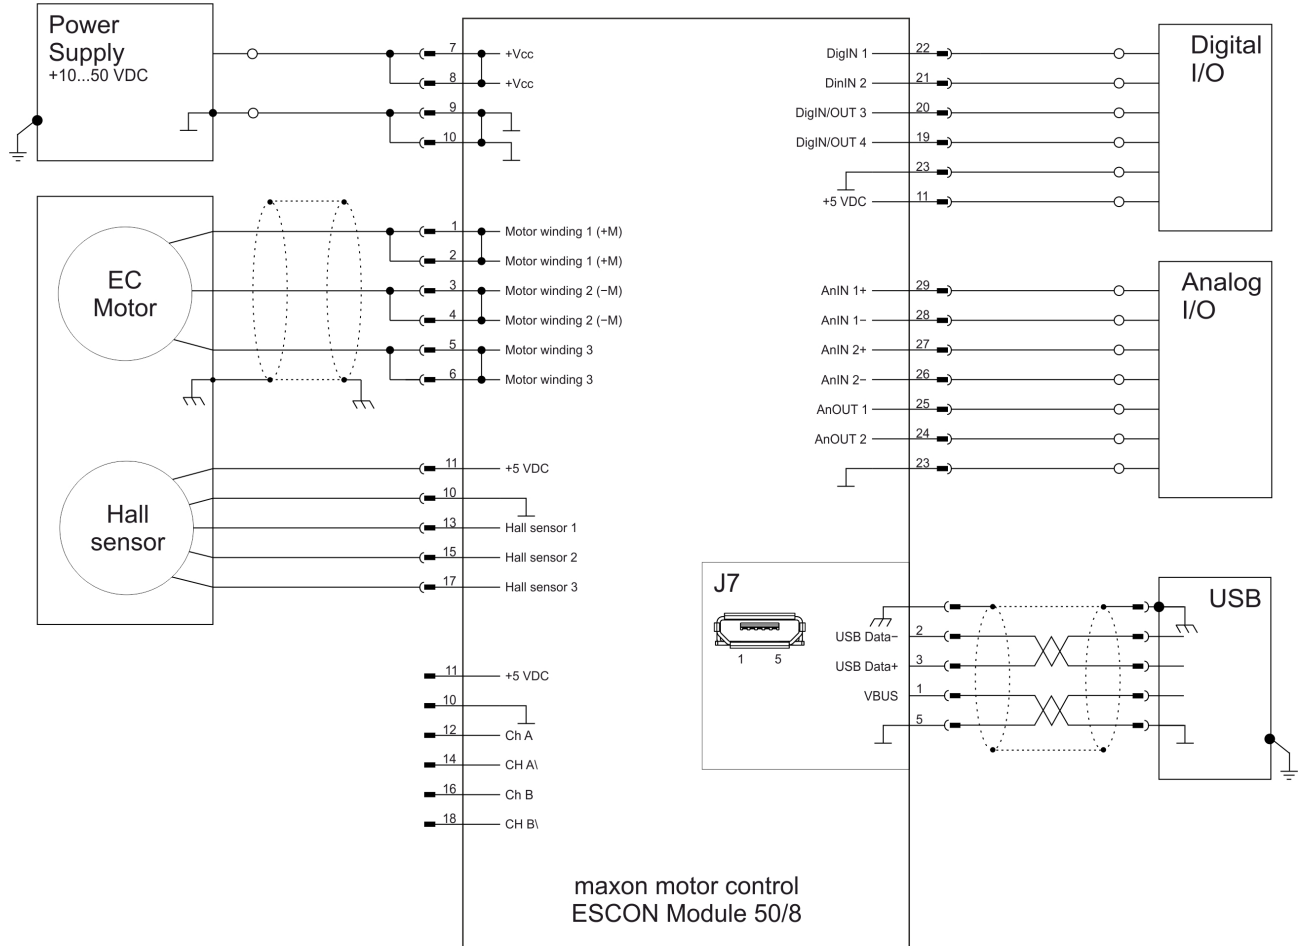 Power
Supply
+10...50 VDC
7 +Vcc
8 +Vcc
9
10
EC
Motor
1 Motor winding 1 (+M)
2 Motor winding 1 (+M)
3 Motor winding 2 (−M)
4 Motor winding 2 (−M)
5 Motor winding 3
6 Motor winding 3
Hall
sensor
11 +5 VDC
10
13 Hall sensor 1
15 Hall sensor 2
17 Hall sensor 3
11 +5 VDC
10
12 Ch A
14 CH A\
16 Ch B
18 CH B\
Digital
I/O
DigIN 1 22
DinIN 2 21
DigIN/OUT 3 20
DigIN/OUT 4 19
23
+5 VDC 11
Analog
I/O
AnIN 1+ 29
AnIN 1− 28
AnIN 2+ 27
AnIN 2− 26
AnOUT 1 25
AnOUT 2 24
23
J7
1 5
USB
USB Data− 2
USB Data+ 3
VBUS 1
5
maxon motor control
ESCON Module 50/8